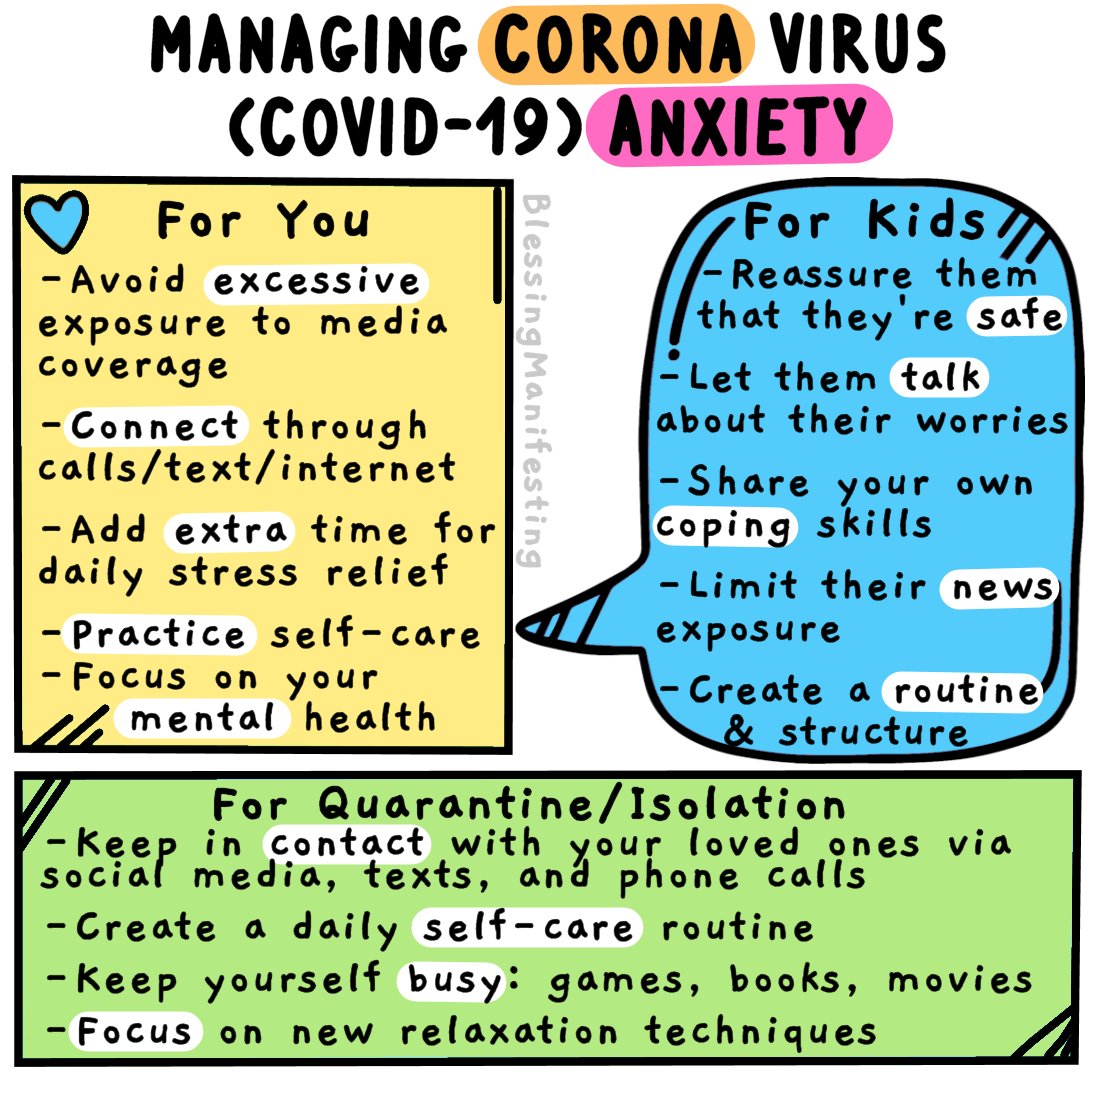 MANAGING CORONA VIRUS
(COVID-19) ANXIETY
For You
-Avoid excessive
exposure to media
coverage
-Connect through
calls/text/internet
-Add extra time for
daily stress relief
-Practice self-care
-Focus on your
mental health
BlessingManifesting
For Kids
-Reassure them
that they're safe
-Let them talk
about their worries
-Share your own
coping skills
-Limit their news
exposure
-Create a routine
& structure
For Quarantine/Isolation
-Keep in contact with your loved ones via
social media, texts, and phone calls
-Create a daily self-care routine
-Keep yourself busy: games, books, movies
-Focus on new relaxation techniques